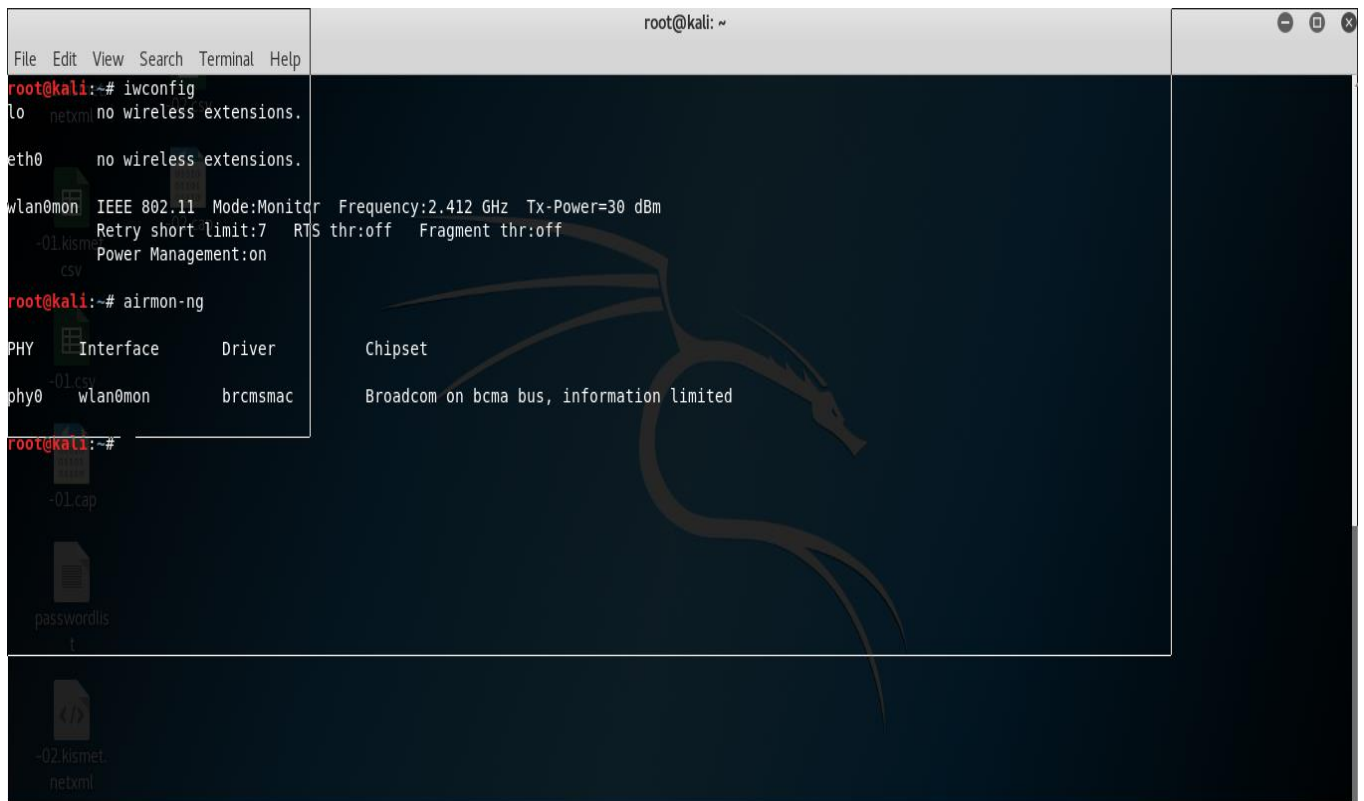 root@kali: ~
File Edit View Search Terminal Help
root@kali:~# iwconfig
lo no wireless extensions.
eth0 no wireless extensions.
wlan0mon IEEE 802.11 Mode:Monitor Frequency:2.412 GHz Tx-Power=30 dBm
Retry short limit:7 RTS thr:off Fragment thr:off
Power Management:on
root@kali:~# airmon-ng
PHY Interface Driver Chipset
phy0 wlan0mon brcmsmac Broadcom on bcma bus, information limited
root@kali:~#
-02.csv
netxml
-02.cap
-01.kismet.
csv
-01.csv
-01.cap
passwordlis
t
-02.kismet.
netxml